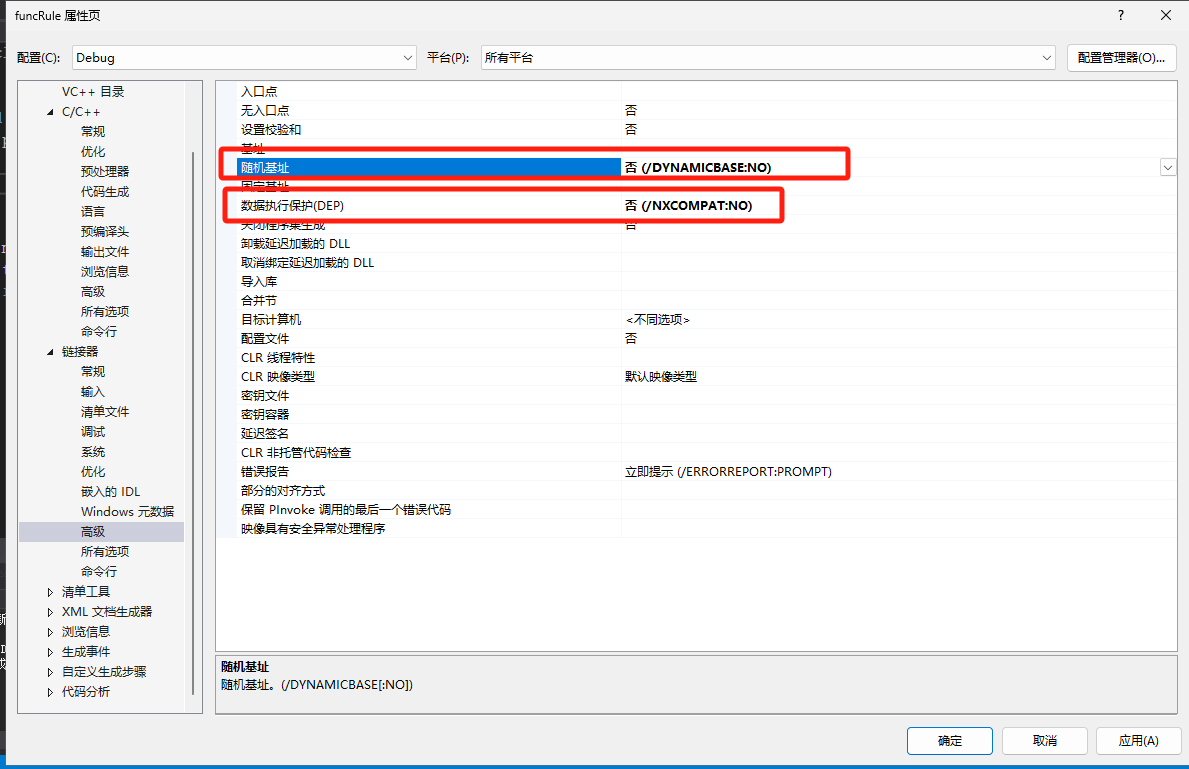 funcRule 属性页
?
配置(C):
Debug
平台(P):
所有平台
配置管理器(O)...
VC++ 目录
C/C++
常规
优化
预处理器
代码生成
语言
预编译头
输出文件
浏览信息
高级
所有选项
命令行
链接器
常规
输入
清单文件
调试
系统
优化
嵌入的 IDL
Windows 元数据
高级
所有选项
命令行
清单工具
XML 文档生成器
浏览信息
生成事件
自定义生成步骤
代码分析
入口点
无入口点 否
设置校验和 否
基址
随机基址 否 (/DYNAMICBASE:NO)
固定基址
数据执行保护(DEP) 否 (/NXCOMPAT:NO)
关闭程序集生成 否
卸载延迟加载的 DLL
取消绑定延迟加载的 DLL
导入库
合并节
目标计算机 <不同选项>
配置文件 否
CLR 线程特性
CLR 映像类型 默认映像类型
密钥文件
密钥容器
延迟签名
CLR 非托管代码检查
错误报告 立即提示 (/ERRORREPORT:PROMPT)
部分的对齐方式
保留 PInvoke 调用的最后一个错误代码
映像具有安全异常处理程序
随机基址
随机基址。(/DYNAMICBASE[:NO])
确定
取消
应用(A)